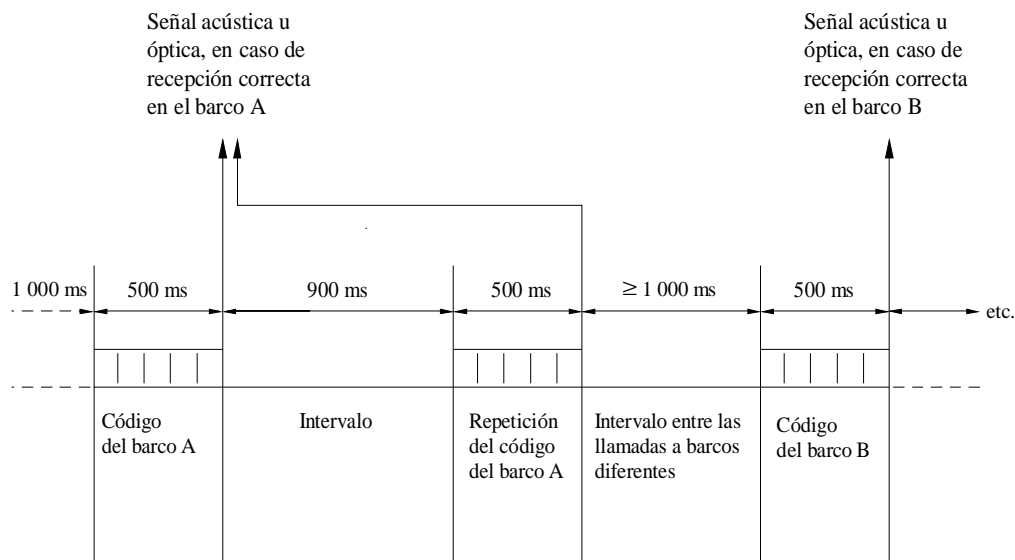 Señal acústica u
óptica, en caso de
recepción correcta
en el barco A
Señal acústica u
óptica, en caso de
recepción correcta
en el barco B
1 000 ms
500 ms
900 ms
500 ms
≥ 1 000 ms
500 ms
etc.
Código
del barco A
Intervalo
Repetición
del código
del barco A
Intervalo entre las
llamadas a barcos
diferentes
Código
del barco B